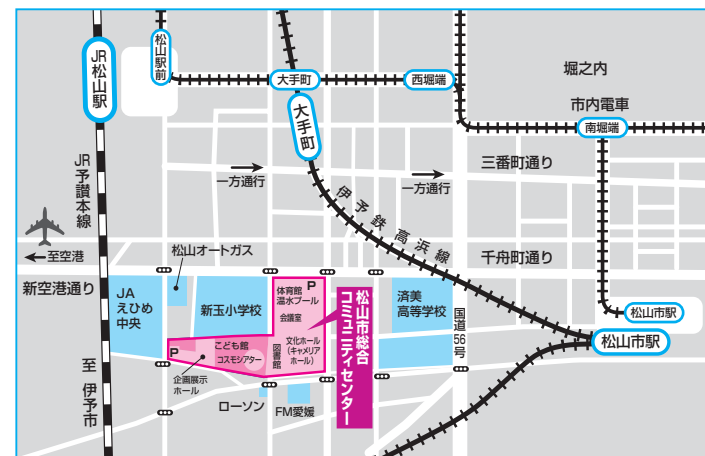 JR松山駅
松山駅前
大手町
西堀端
堀之内
市内電車
南堀端
大手町
三番町通り
一方通行
一方通行
JR予讃本線
伊予鉄 高浜線
←至空港
松山オートガス
千舟町通り
新空港通り
JA
えひめ
中央
新玉小学校
体育館 P
温水プール
会議室
文化ホール
(キャメリア
ホール)
図書館
こども館
コスモシアター
P
企画展示
ホール
松山市総合
コミュニティセンター
済美
高等学校
国道56号
松山市駅
松山市駅
至 伊予市
ローソン
FM愛媛